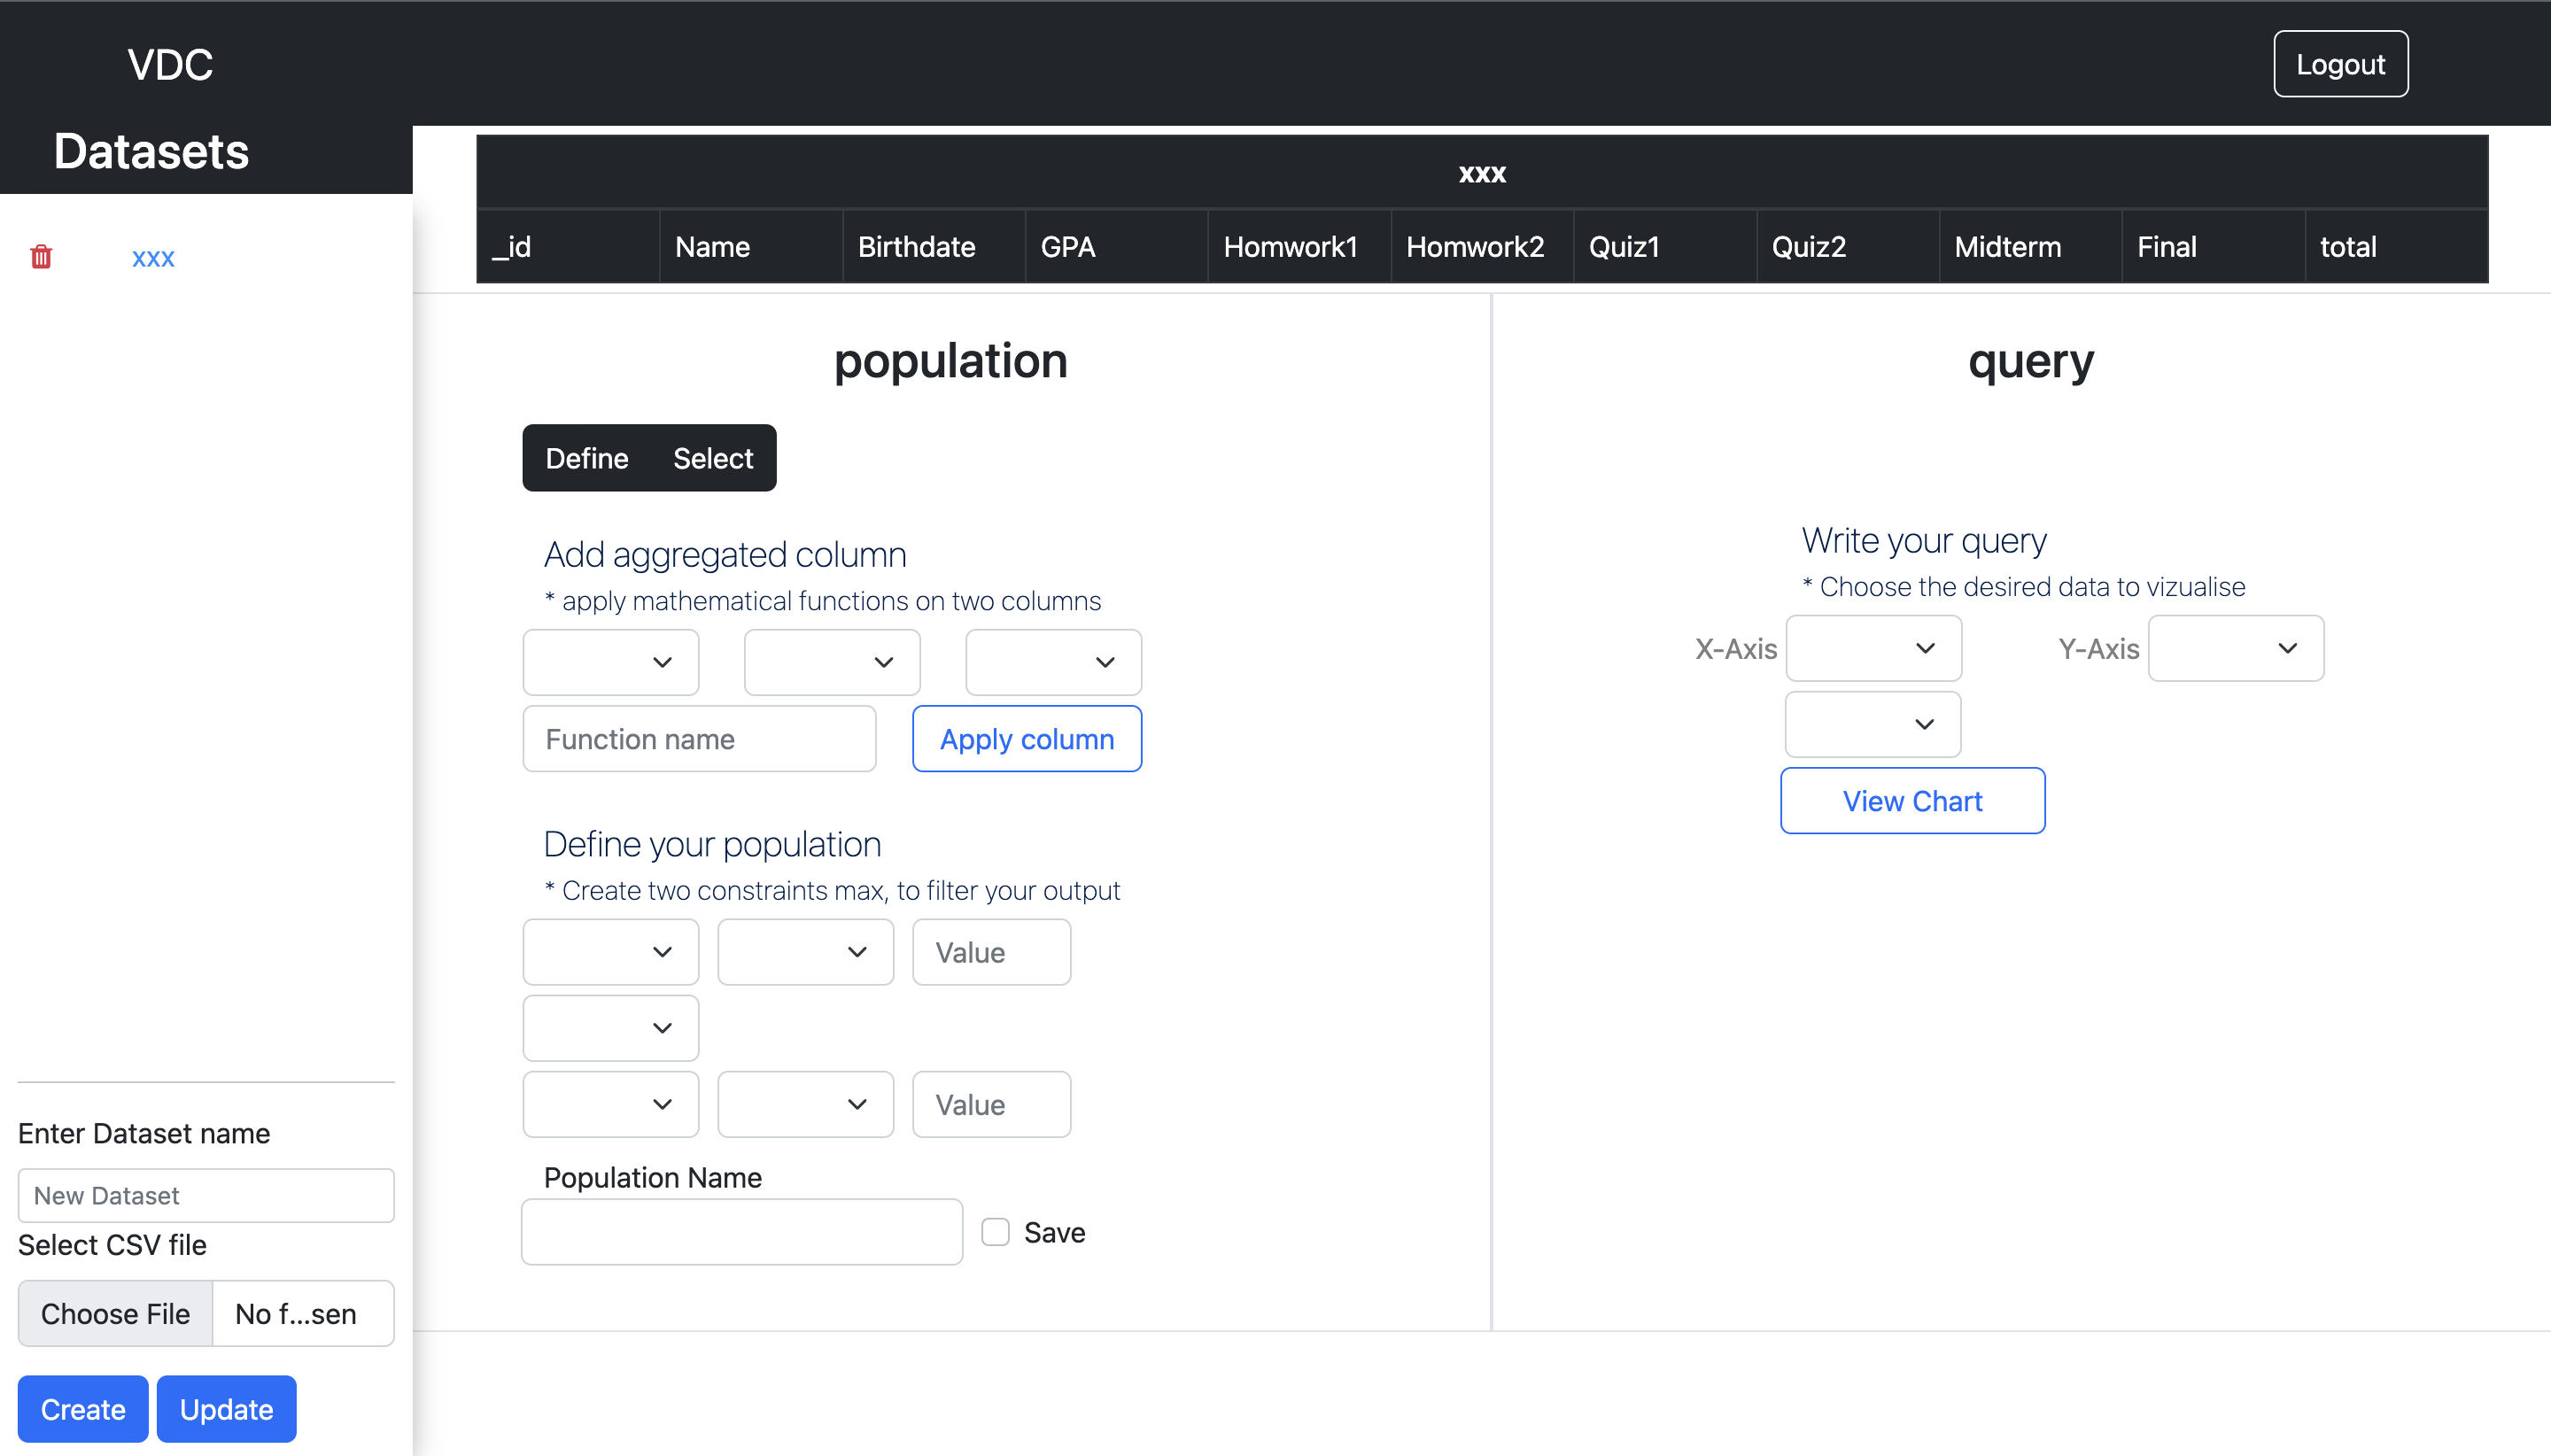 VDC
Logout
Datasets
xxx
xxx
_id Name Birthdate GPA Homwork1 Homwork2 Quiz1 Quiz2 Midterm Final total
population
Define Select
Add aggregated column
* apply mathematical functions on two columns
Function name Apply column
Define your population
* Create two constraints max, to filter your output
Value
Value
Population Name
Save
query
Write your query
* Choose the desired data to vizualise
X-Axis Y-Axis
View Chart
Enter Dataset name
New Dataset
Select CSV file
Choose File No f...sen
Create Update